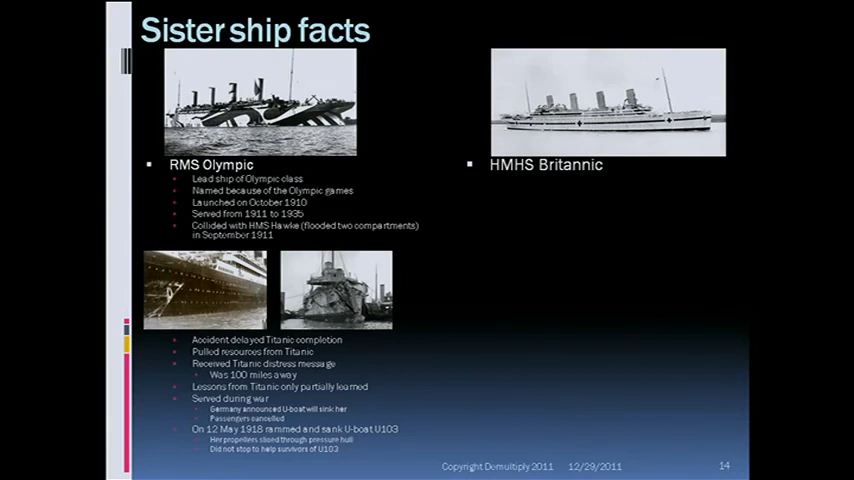 Sister ship facts
RMS Olympic
Lead ship of Olympic class
Named because of the Olympic games
Launched on October 1910
Served from 1911 to 1935
Collided with HMS Hawke (flooded two compartments)
in September 1911
Accident delayed Titanic completion
Pulled resources from Titanic
Received Titanic distress message
Was 100 miles away
Lessons from Titanic only partially learned
Served during war
Germany announced U-boat will sink her
Passengers cancelled
On 12 May 1918 rammed and sank U-boat U103
Her propellers sliced through pressure hull
Did not stop to help survivors of U103
HMHS Britannic
Copyright Demultiply 2011
12/29/2011
14